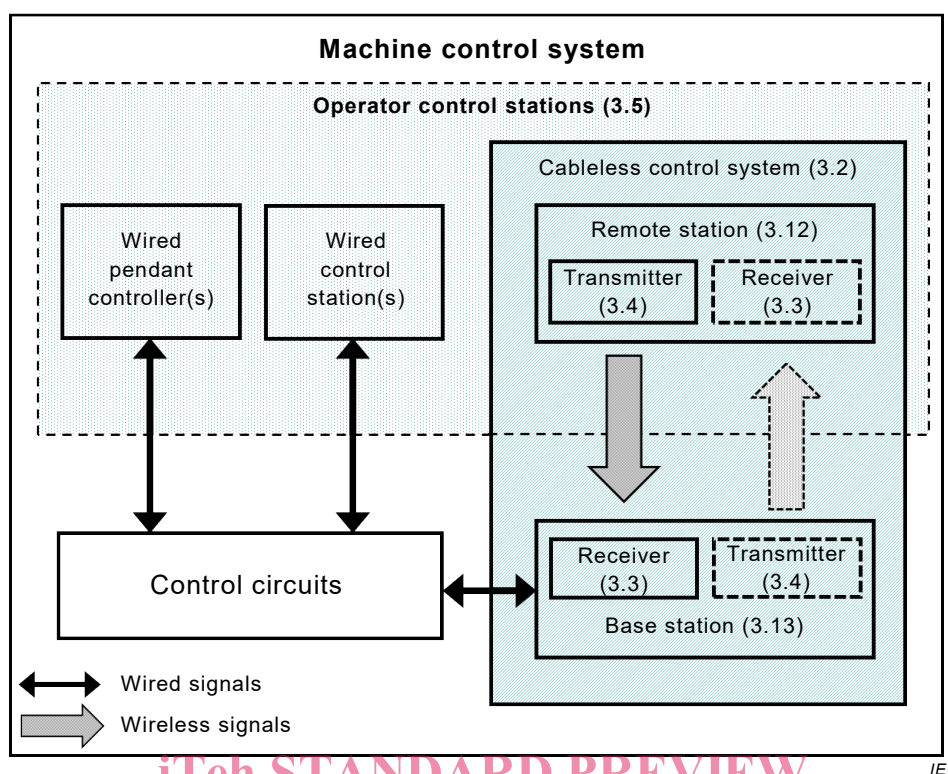 Machine control system
Operator control stations (3.5)
Cableless control system (3.2)
Remote station (3.12)
Transmitter
(3.4)
Receiver
(3.3)
Wired
pendant
controller(s)
Wired
control
station(s)
Control circuits
Receiver
(3.3)
Transmitter
(3.4)
Base station (3.13)
Wired signals
Wireless signals
iTeh STANDARD PREVIEW